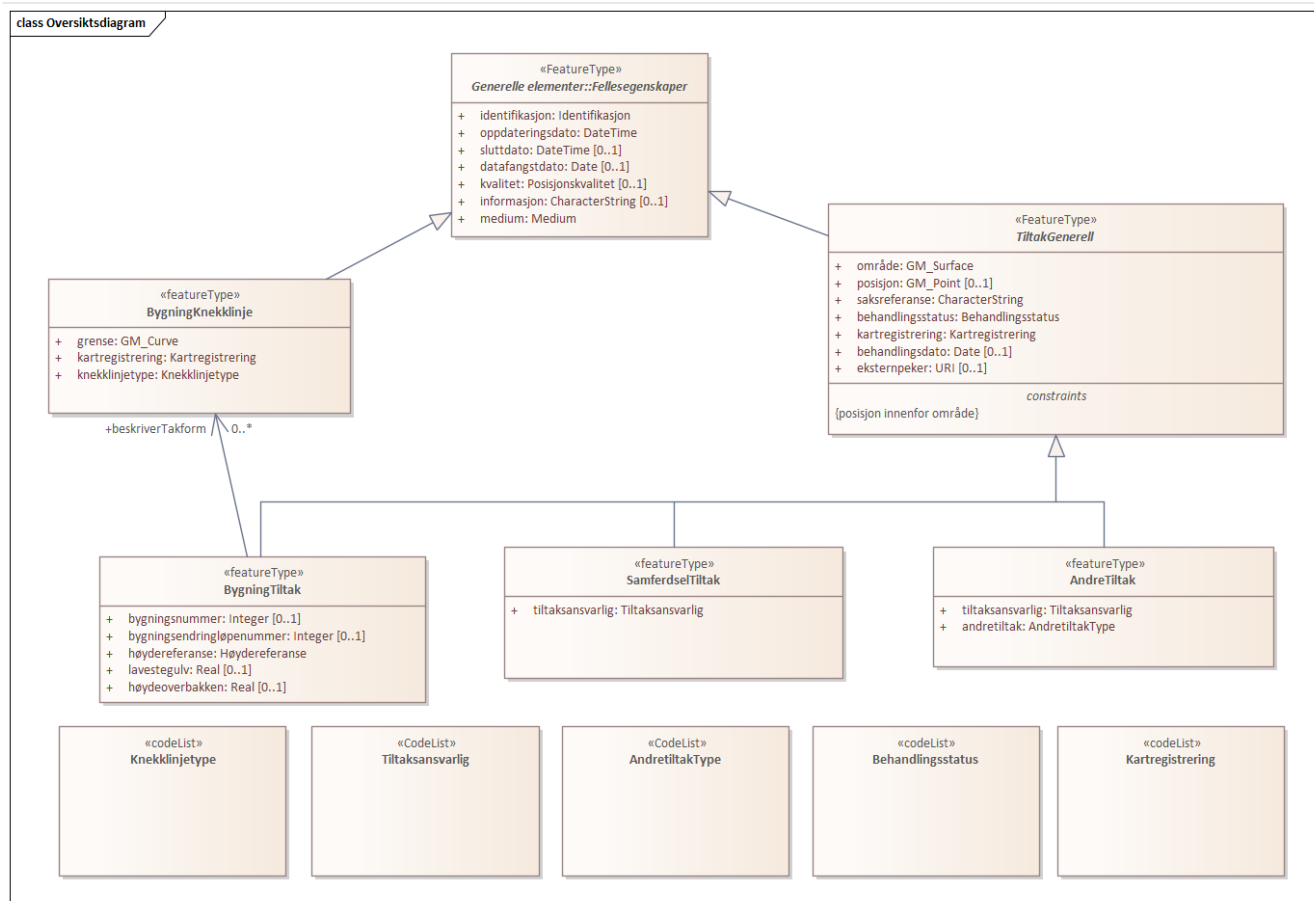 class Oversiktsdiagram
«FeatureType»
Generelle elementer::Fellesegenskaper
+ identifikasjon: Identifikasjon
+ oppdateringsdato: DateTime
+ sluttdato: DateTime [0..1]
+ datafangstdato: Date [0..1]
+ kvalitet: Posisjonskvalitet [0..1]
+ informasjon: CharacterString [0..1]
+ medium: Medium
«FeatureType»
TiltakGenerell
+ område: GM_Surface
+ posisjon: GM_Point [0..1]
+ saksreferanse: CharacterString
+ behandlingsstatus: Behandlingsstatus
+ kartregistrering: Kartregistrering
+ behandlingsdato: Date [0..1]
+ eksternpeker: URI [0..1]
constraints
{posisjon innenfor område}
«featureType»
BygningKnekklinje
+ grense: GM_Curve
+ kartregistrering: Kartregistrering
+ knekklinjetype: Knekklinjetype
+beskriverTakform 0..*
«featureType»
BygningTiltak
+ bygningsnummer: Integer [0..1]
+ bygningsendringløpenummer: Integer [0..1]
+ høydereferanse: Høydereferanse
+ lavestegulv: Real [0..1]
+ høydeoverbakken: Real [0..1]
«featureType»
SamferdselTiltak
+ tiltaksansvarlig: Tiltaksansvarlig
«featureType»
AndreTiltak
+ tiltaksansvarlig: Tiltaksansvarlig
+ andretiltak: AndretiltakType
«codeList»
Knekklinjetype
«CodeList»
Tiltaksansvarlig
«CodeList»
AndretiltakType
«codeList»
Behandlingsstatus
«codeList»
Kartregistrering